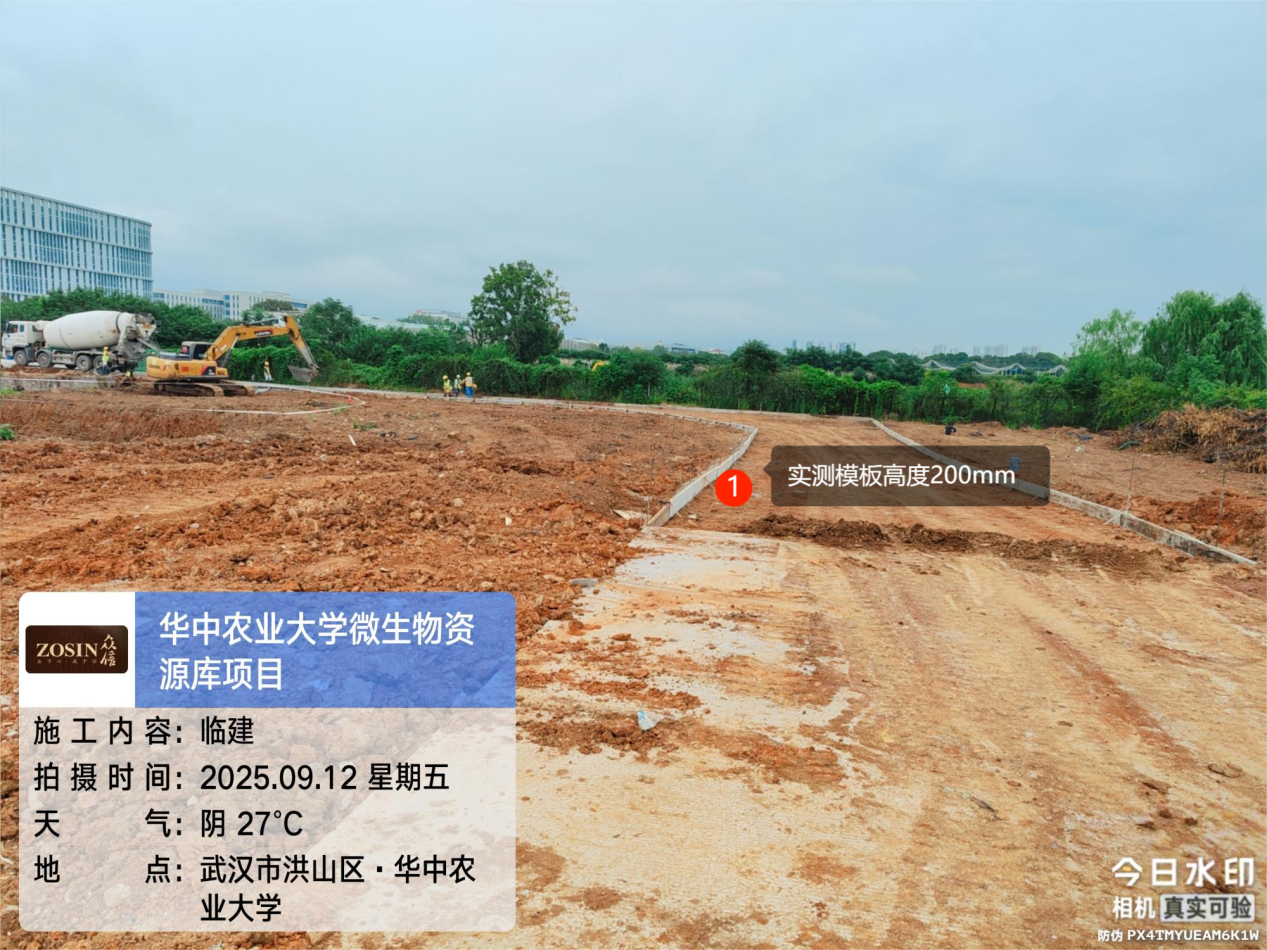 1
实测模板高度200mm
ZOSIN 众信
华中农业大学微生物资
源库项目
施工内容：临建
拍摄时间：2025.09.12 星期五
天气：阴 27℃
地点：武汉市洪山区·华中农
业大学
今日水印
相机 真实可验
防伪 PX4TMYUEAM6K1W